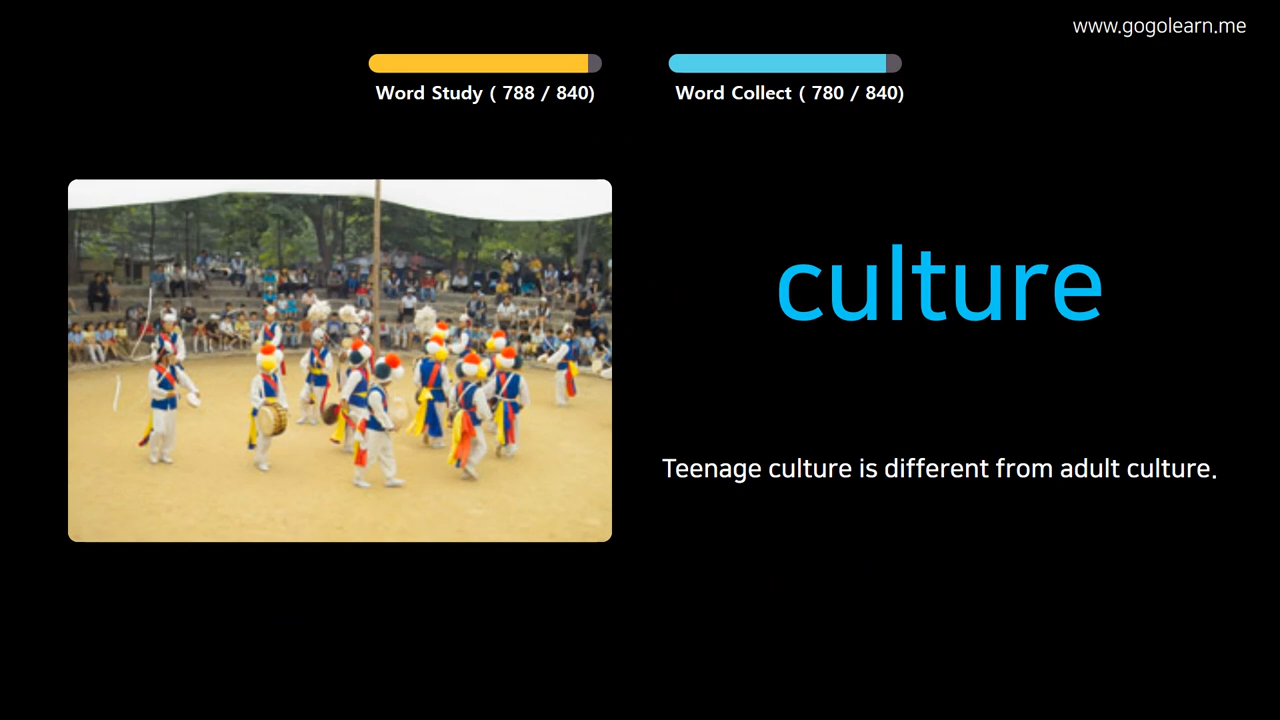 www.gogolearn.me
Word Study ( 788 / 840)
Word Collect ( 780 / 840)
culture
Teenage culture is different from adult culture.